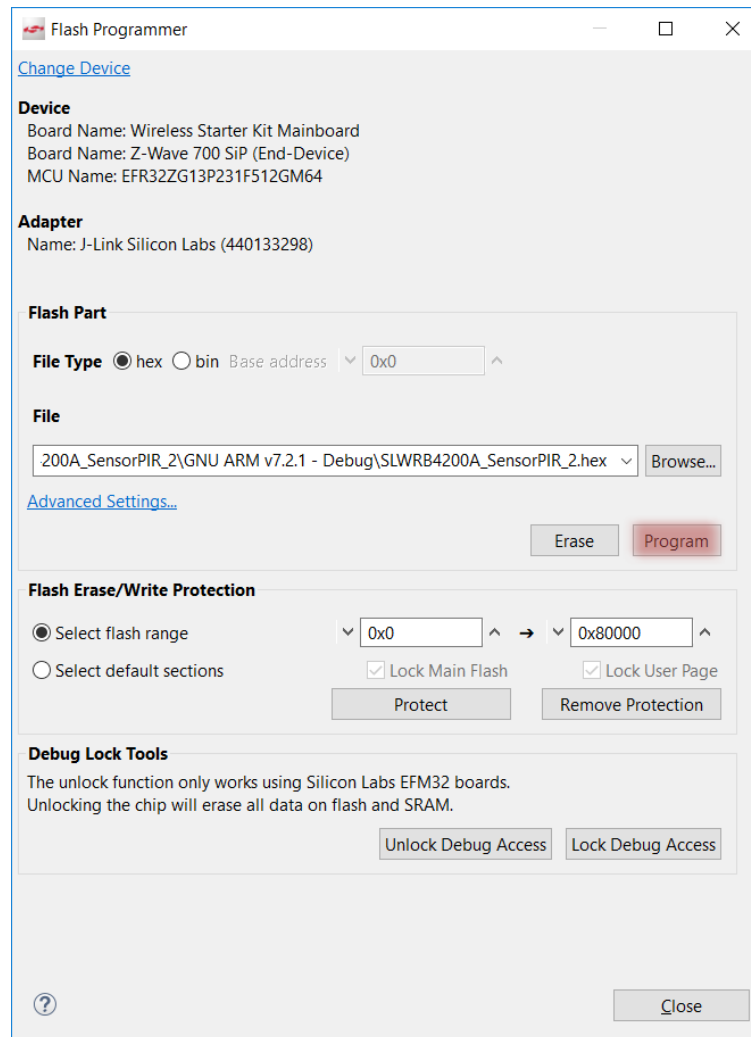 Flash Programmer
Change Device
Device
Board Name: Wireless Starter Kit Mainboard
Board Name: Z-Wave 700 SiP (End-Device)
MCU Name: EFR32ZG13P231F512GM64
Adapter
Name: J-Link Silicon Labs (440133298)
Flash Part
File Type hex bin Base address 0x0
File
200A_SensorPIR_2\GNU ARM v7.2.1 - Debug\SLWRB4200A_SensorPIR_2.hex Browse...
Advanced Settings...
Erase Program
Flash Erase/Write Protection
Select flash range 0x0 → 0x80000
Select default sections Lock Main Flash Lock User Page
Protect Remove Protection
Debug Lock Tools
The unlock function only works using Silicon Labs EFM32 boards.
Unlocking the chip will erase all data on flash and SRAM.
Unlock Debug Access Lock Debug Access
? Close